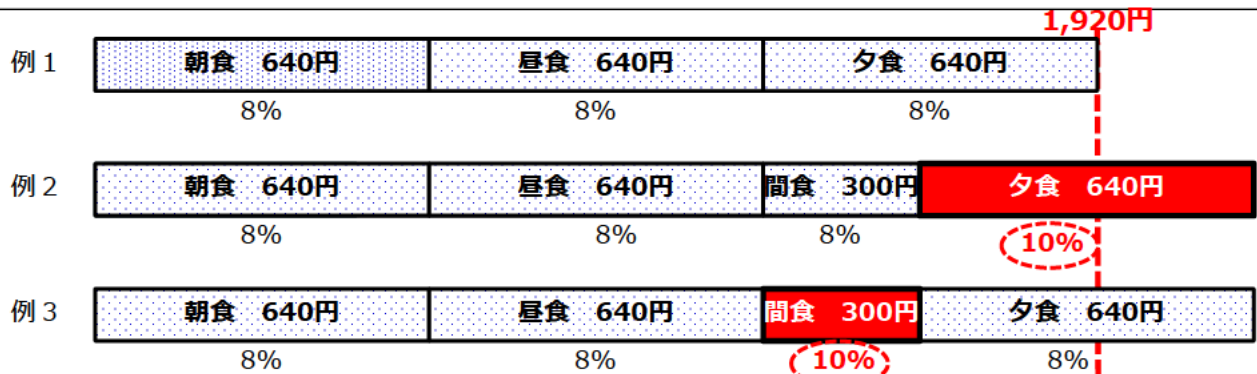 1,920円
例１ 朝食 640円 昼食 640円 夕食 640円
8% 8% 8%
例２ 朝食 640円 昼食 640円 間食 300円 夕食 640円
8% 8% 8% 10%
例３ 朝食 640円 昼食 640円 間食 300円 夕食 640円
8% 8% 10% 8%